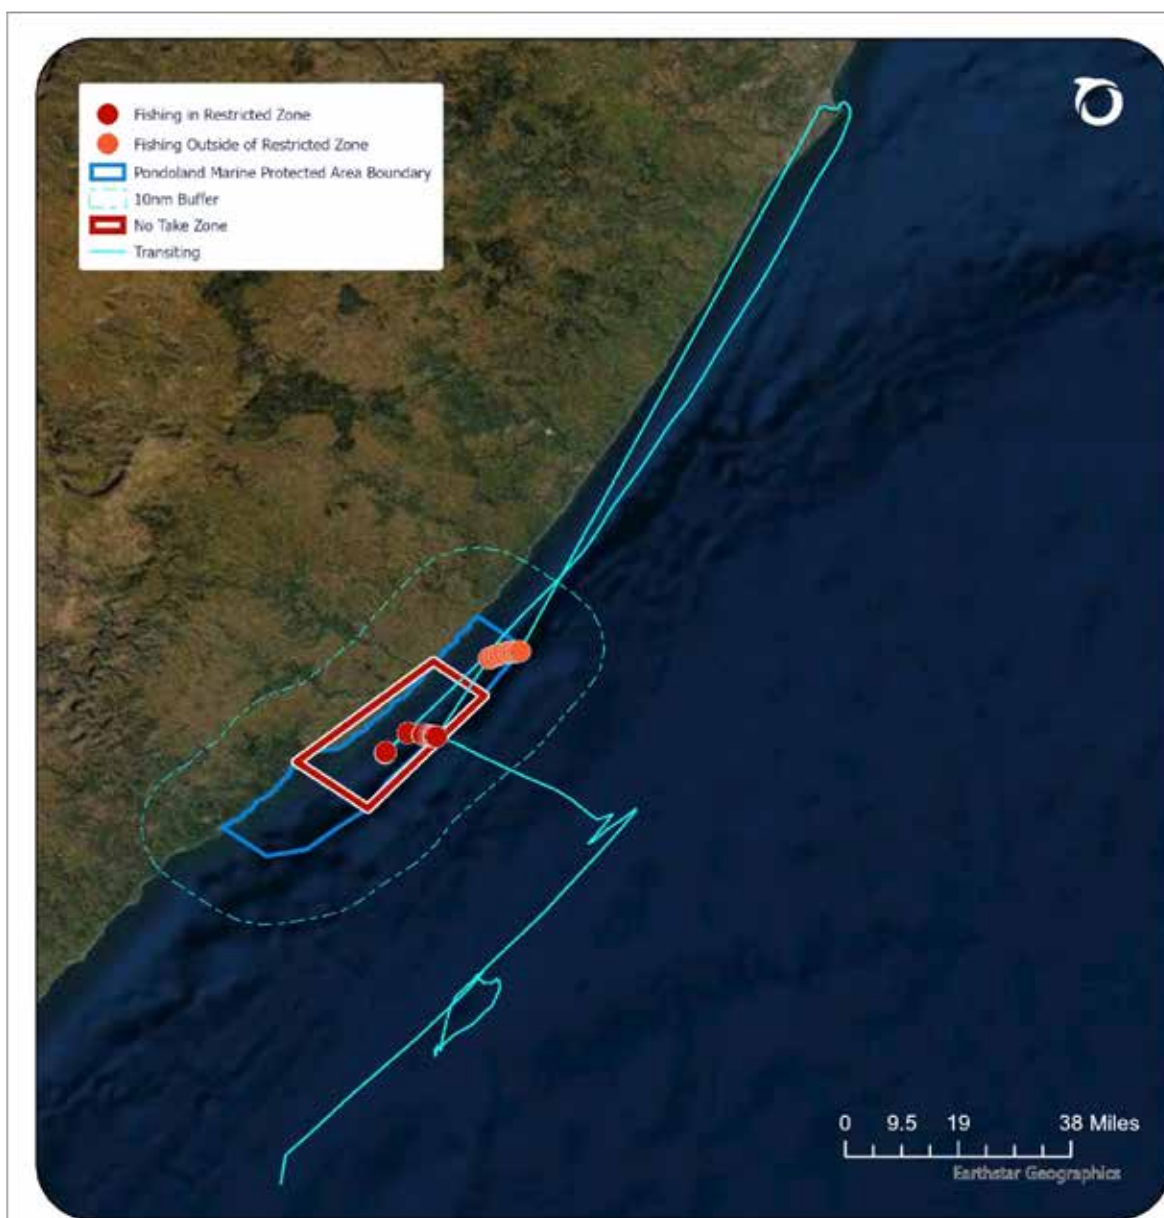 Fishing in Restricted Zone
Fishing Outside of Restricted Zone
Pondoland Marine Protected Area Boundary
10nm Buffer
No Take Zone
Transiting
0 9.5 19 38 Miles
Earthstar Geographics